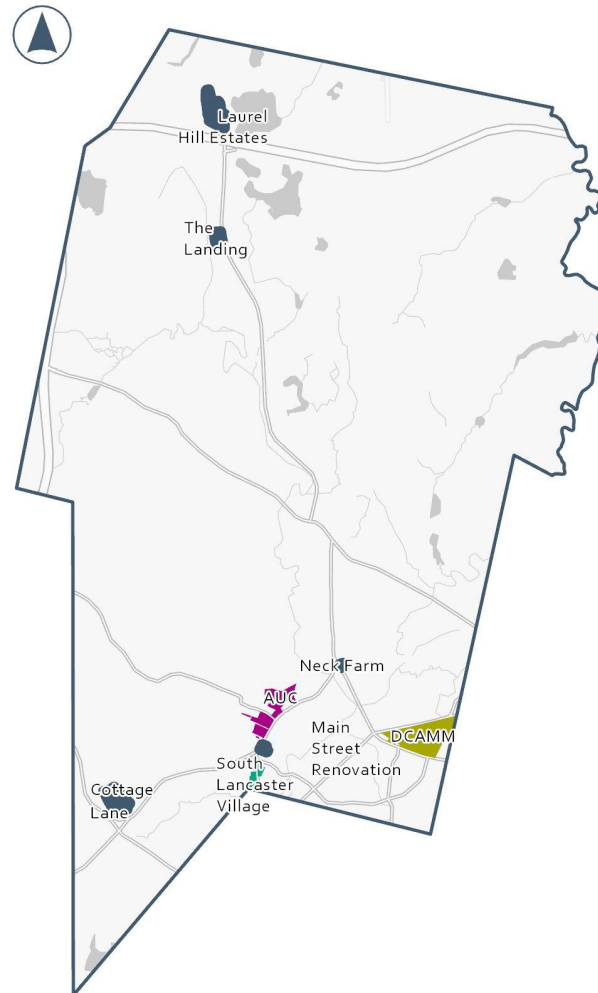 Laurel
Hill Estates
The
Landing
Neck Farm
AUC
Main
Street
Renovation
DCAMM
South
Lancaster
Village
Cottage
Lane